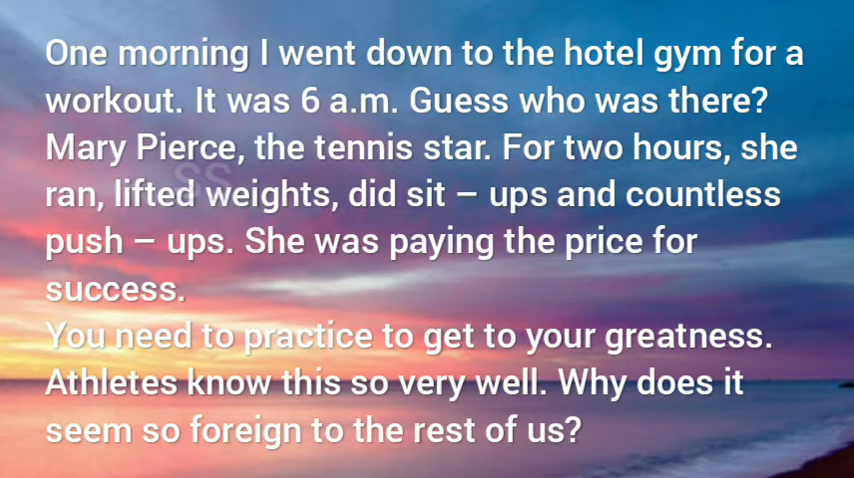 One morning I went down to the hotel gym for a
workout. It was 6 a.m. Guess who was there?
Mary Pierce, the tennis star. For two hours, she
ran, lifted weights, did sit – ups and countless
push – ups. She was paying the price for
success.
You need to practice to get to your greatness.
Athletes know this so very well. Why does it
seem so foreign to the rest of us?
SS